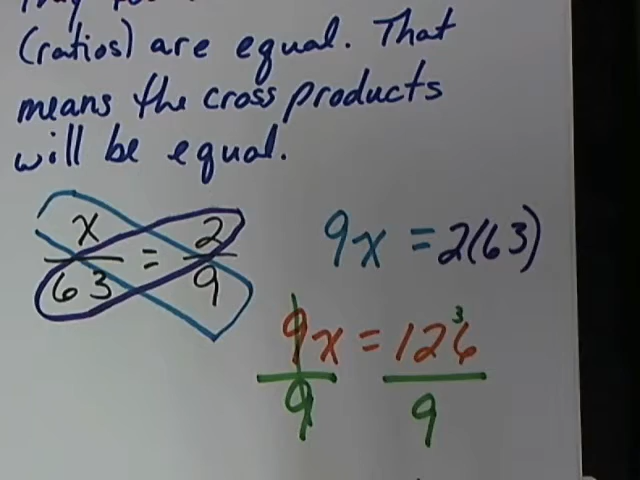 (ratios) are equal. That
means the cross products
will be equal.
x/63 = 2/9
9x = 2(63)
9x/9 = 126/9
3